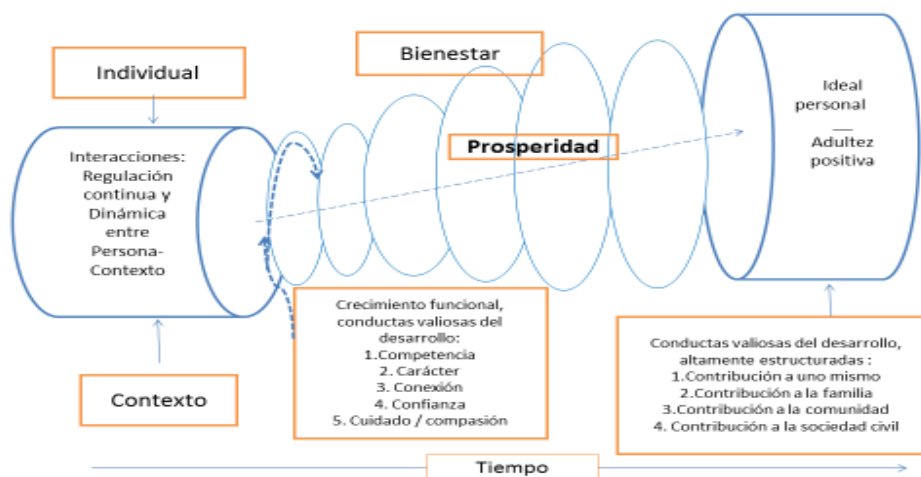 Individual
Bienestar
Interacciones:
Regulación
continua y
Dinámica
entre
Persona-
Contexto
Prosperidad
Ideal
personal
Adultez
positiva
Contexto
Crecimiento funcional,
conductas valiosas del
desarrollo:
1.Competencia
2. Carácter
3. Conexión
4. Confianza
5. Cuidado / compasión
Conductas valiosas del desarrollo,
altamente estructuradas :
1.Contribución a uno mismo
2.Contribución a la familia
3.Contribución a la comunidad
4. Contribución a la sociedad civil
Tiempo